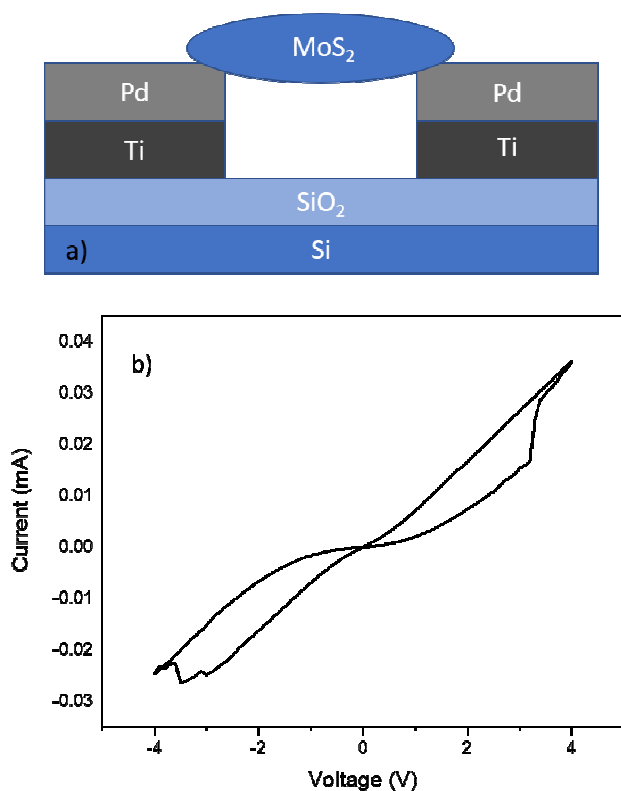 MoS₂
Pd Pd
Ti Ti
SiO₂
a) Si
b)
0.04
0.03
0.02
0.01
0.00
-0.01
-0.02
-0.03
Current (mA)
-4 -2 0 2 4
Voltage (V)